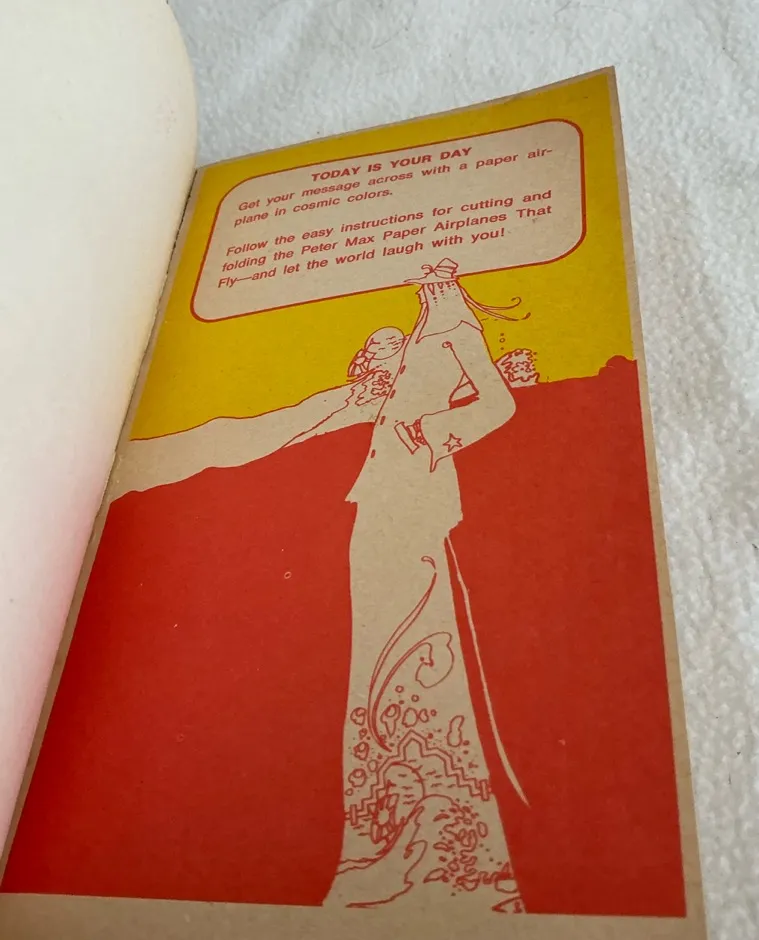 TODAY IS YOUR DAY
Get your message across with a paper air-
plane in cosmic colors.
Follow the easy instructions for cutting and
folding the Peter Max Paper Airplanes That
Fly—and let the world laugh with you!